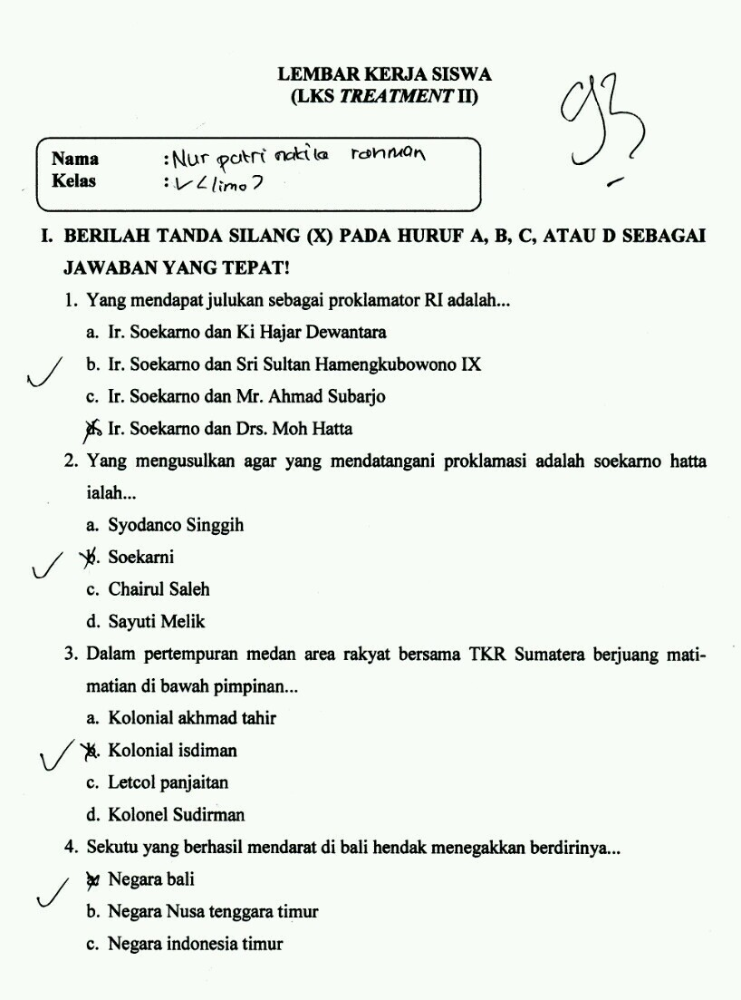 LEMBAR KERJA SISWA
(LKS TREATMENT II)
93
Nama :Nur patri nakila rahman
Kelas : V <lima>
I. BERILAH TANDA SILANG (X) PADA HURUF A, B, C, ATAU D SEBAGAI
JAWABAN YANG TEPAT!
1. Yang mendapat julukan sebagai proklamator RI adalah...
a. Ir. Soekarno dan Ki Hajar Dewantara
b. Ir. Soekarno dan Sri Sultan Hamengkubowono IX
c. Ir. Soekarno dan Mr. Ahmad Subarjo
d. Ir. Soekarno dan Drs. Moh Hatta
2. Yang mengusulkan agar yang mendatangani proklamasi adalah soekarno hatta
ialah...
a. Syodanco Singgih
b. Soekarni
c. Chairul Saleh
d. Sayuti Melik
3. Dalam pertempuran medan area rakyat bersama TKR Sumatera berjuang mati-
matian di bawah pimpinan...
a. Kolonial akhmad tahir
b. Kolonial isdiman
c. Letcol panjaitan
d. Kolonel Sudirman
4. Sekutu yang berhasil mendarat di bali hendak menegakkan berdirinya...
a. Negara bali
b. Negara Nusa tenggara timur
c. Negara indonesia timur